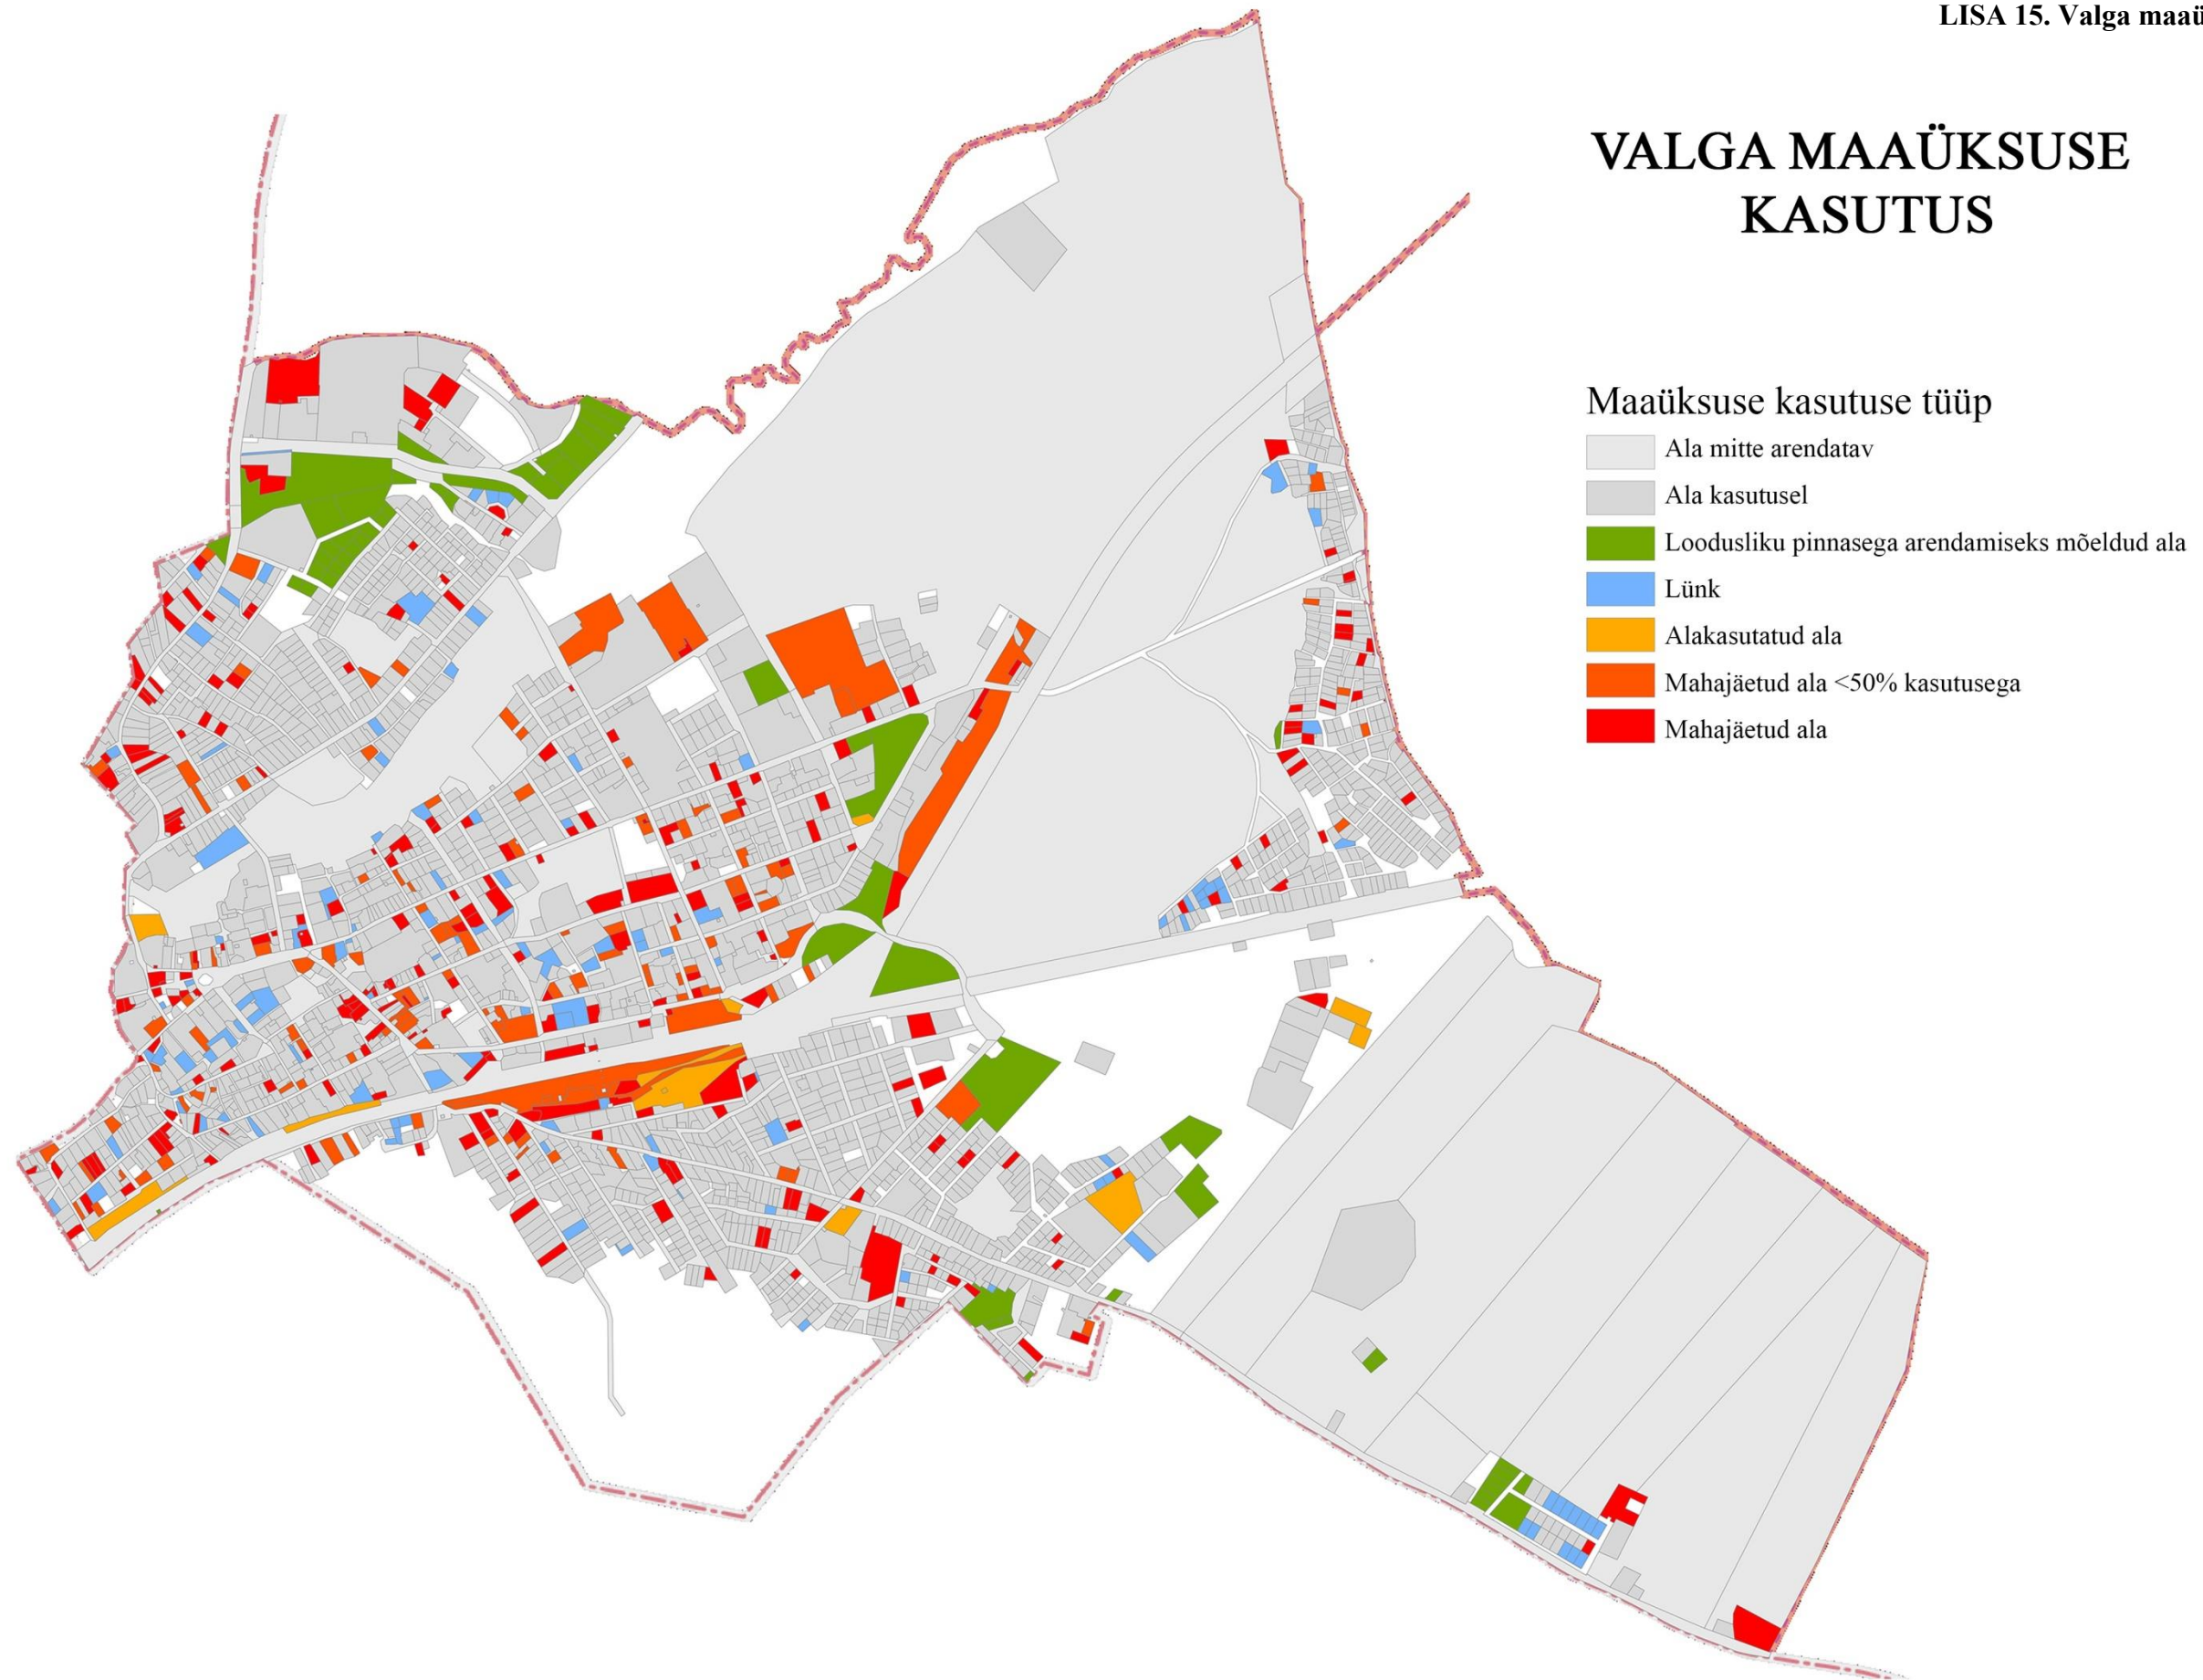 LISA 15. Valga maaü
VALGA MAAÜKSUSE
KASUTUS
Maaüksuse kasutuse tüüp
Ala mitte arendatav
Ala kasutusel
Loodusliku pinnasega arendamiseks mõeldud ala
Lünk
Alakasutatud ala
Mahajäetud ala <50% kasutusega
Mahajäetud ala